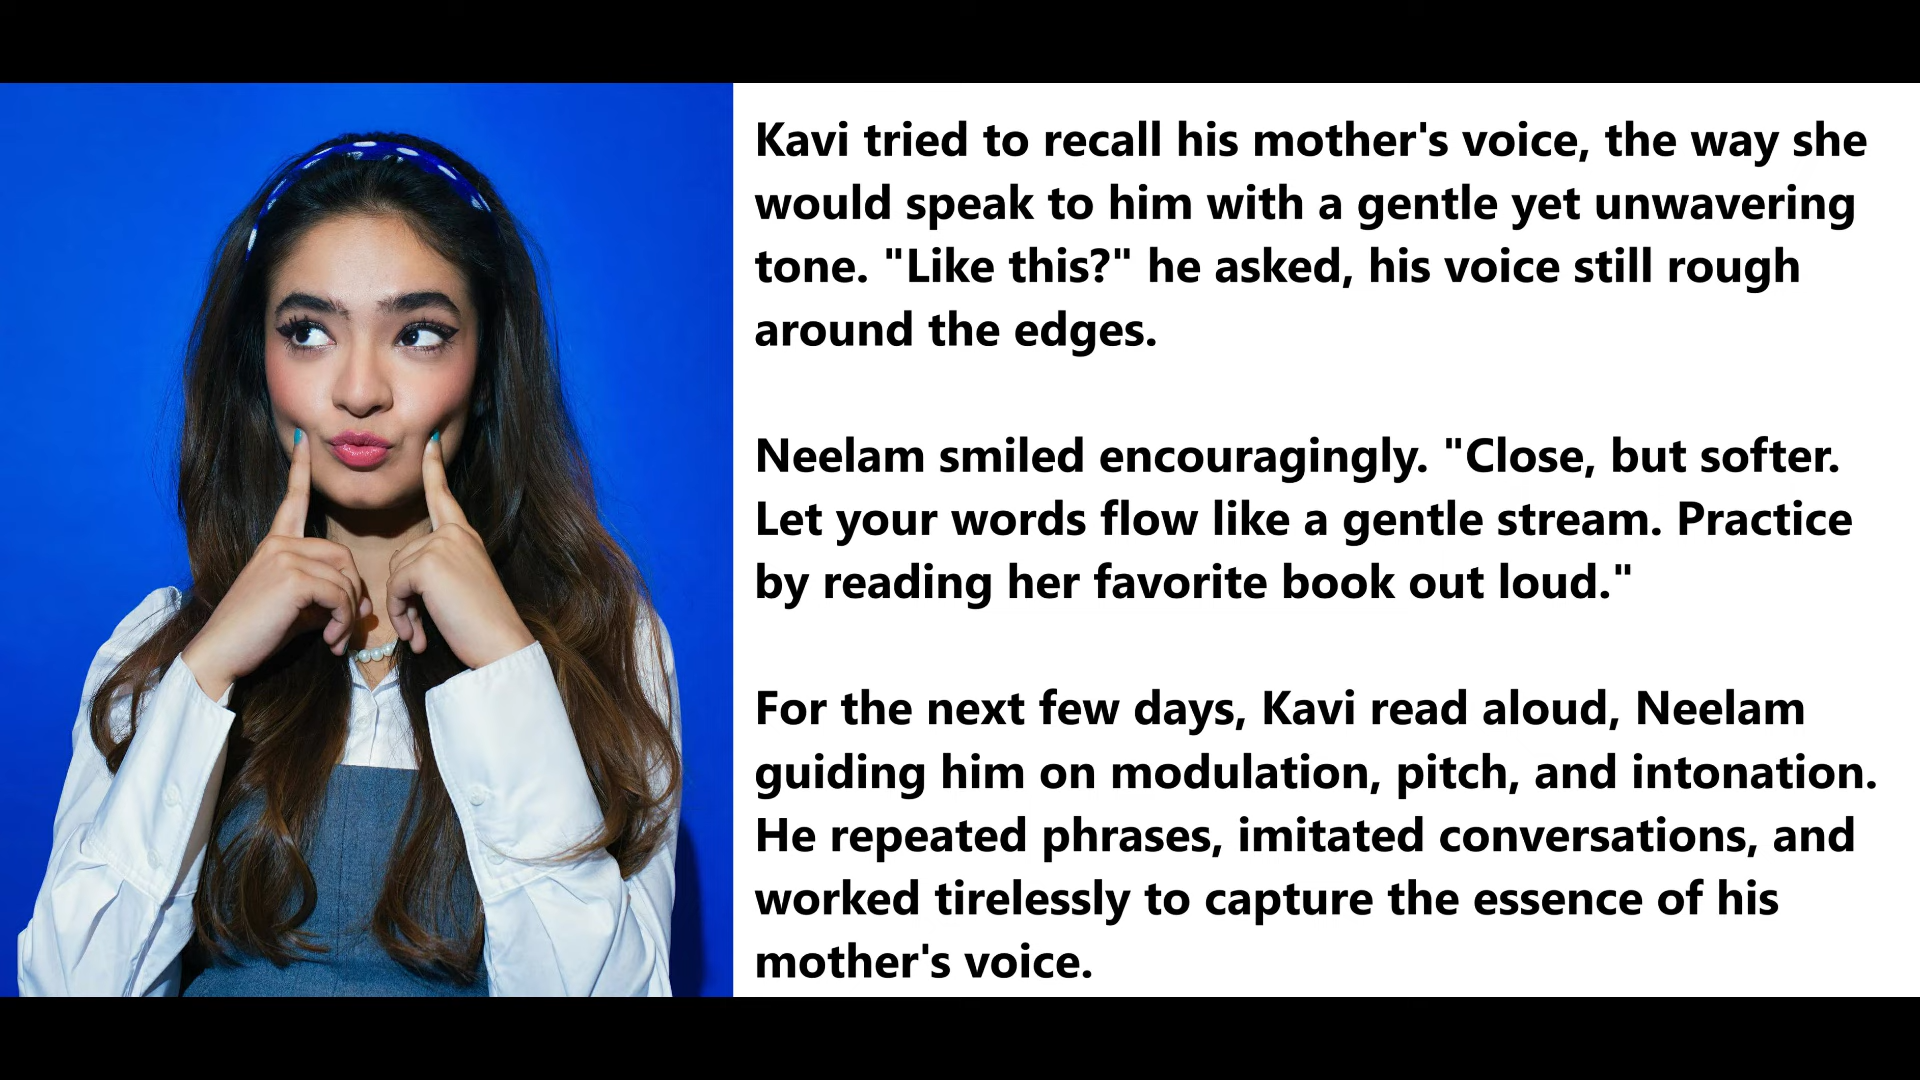 Kavi tried to recall his mother's voice, the way she
would speak to him with a gentle yet unwavering
tone. "Like this?" he asked, his voice still rough
around the edges.
Neelam smiled encouragingly. "Close, but softer.
Let your words flow like a gentle stream. Practice
by reading her favorite book out loud."
For the next few days, Kavi read aloud, Neelam
guiding him on modulation, pitch, and intonation.
He repeated phrases, imitated conversations, and
worked tirelessly to capture the essence of his
mother's voice.